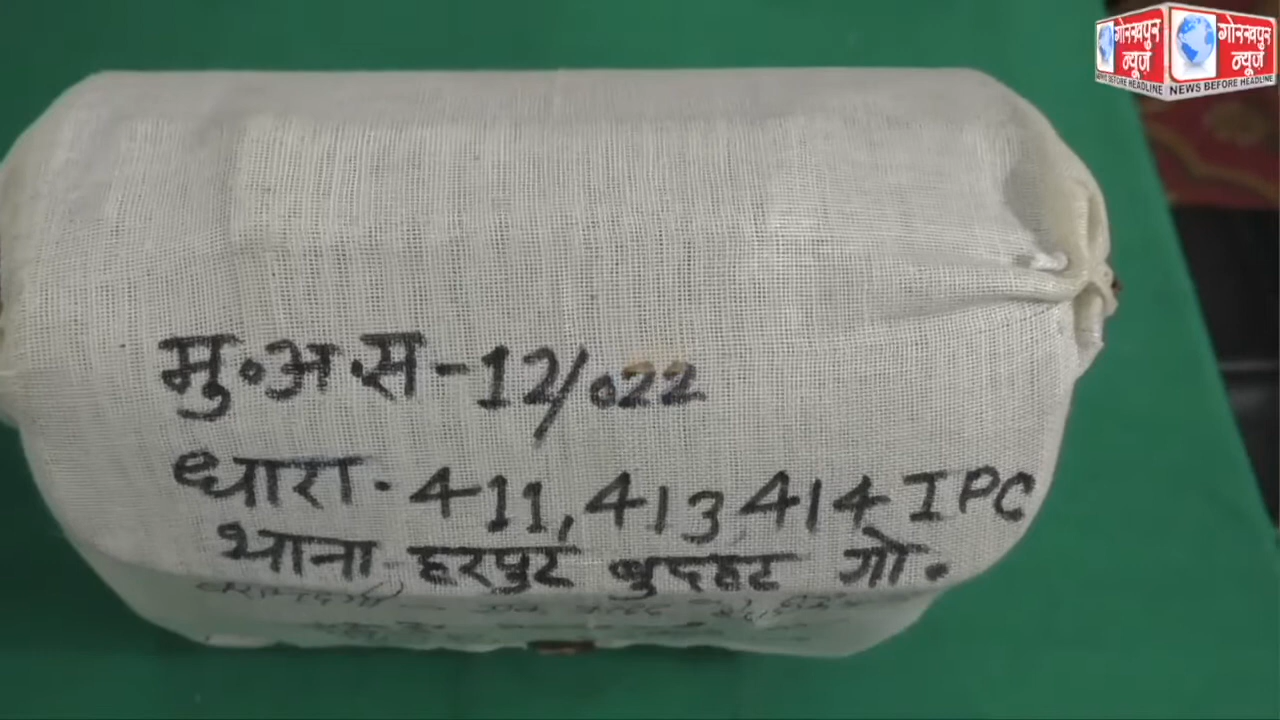 गोरखपुर
न्यूज़
NEWS BEFORE HEADLINE
गोरखपुर
न्यूज़
NEWS BEFORE HEADLINE
मु.अ.स-12/022
धारा. 411, 413, 414 IPC
थाना हरपुर बुदहट गो.